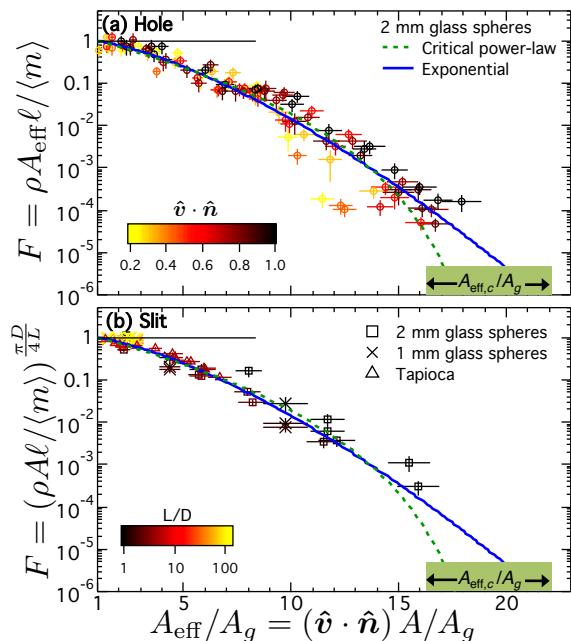 (a) Hole
2 mm glass spheres
Critical power-law
Exponential
1
0.1
10⁻²
10⁻³
10⁻⁴
10⁻⁵
10⁻⁶
F = ρA_eff ℓ/⟨m⟩
v̂ · n̂
0.2 0.4 0.6 0.8 1.0
A_eff,c/A_g
(b) Slit
2 mm glass spheres
1 mm glass spheres
Tapioca
1
0.1
10⁻²
10⁻³
10⁻⁴
10⁻⁵
10⁻⁶
F = (ρAℓ/⟨m⟩)^(πD/4L)
L/D
1 10 100
A_eff,c/A_g
1 5 10 15 20
A_eff/A_g = (v̂ · n̂) A/A_g